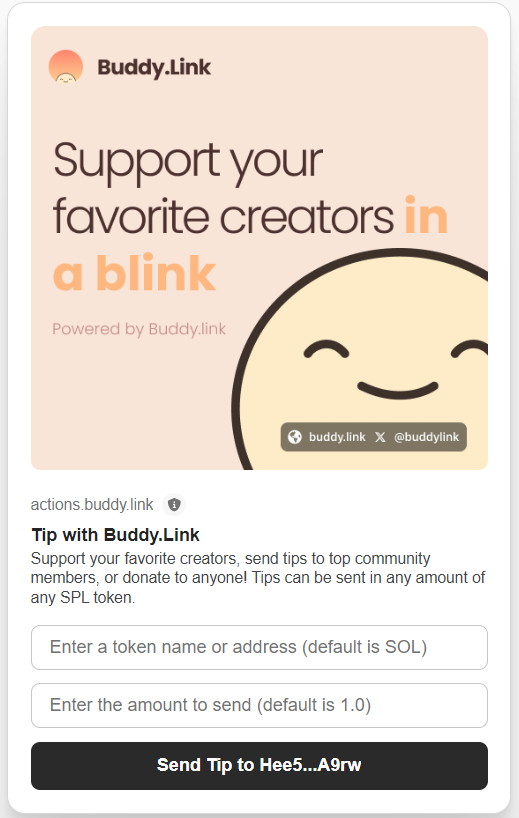 Buddy.Link
Support your
favorite creators in
a blink
Powered by Buddy.link
buddy.link X @buddylink
actions.buddy.link
Tip with Buddy.Link
Support your favorite creators, send tips to top community
members, or donate to anyone! Tips can be sent in any amount of
any SPL token.
Enter a token name or address (default is SOL)
Enter the amount to send (default is 1.0)
Send Tip to Hee5...A9rw